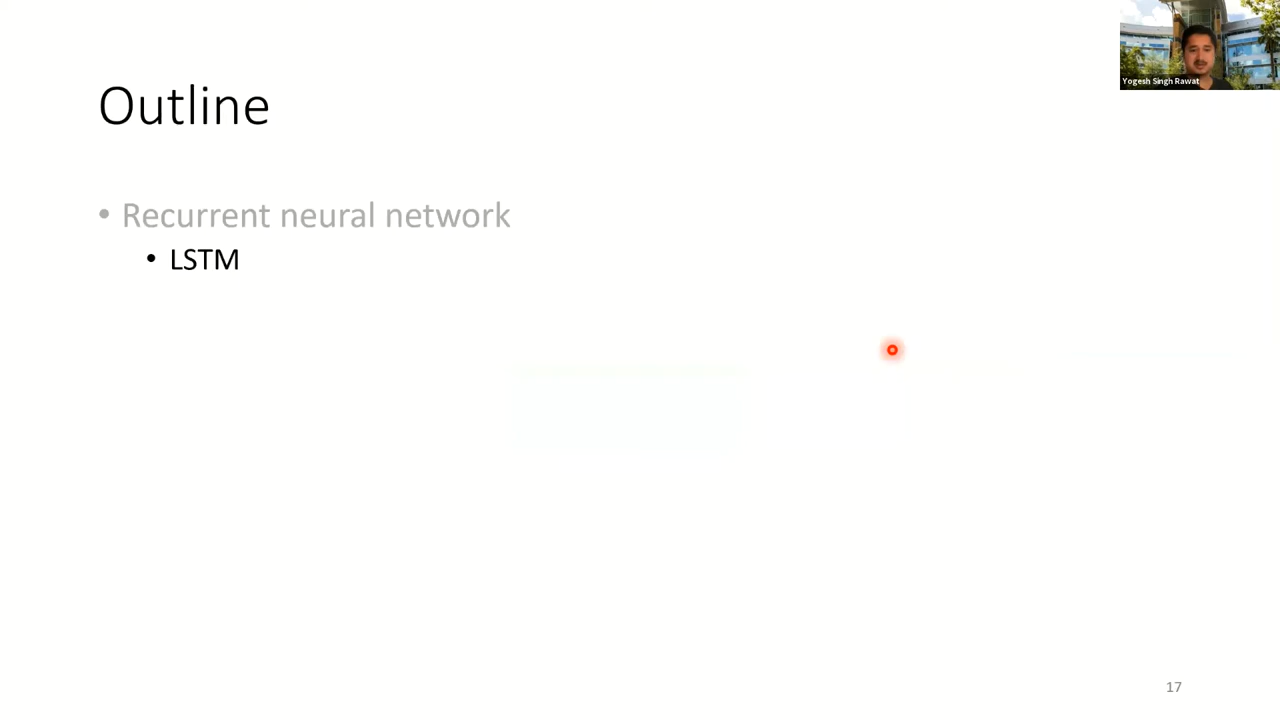 Yogesh Singh Rawat
Outline
• Recurrent neural network
• LSTM
17